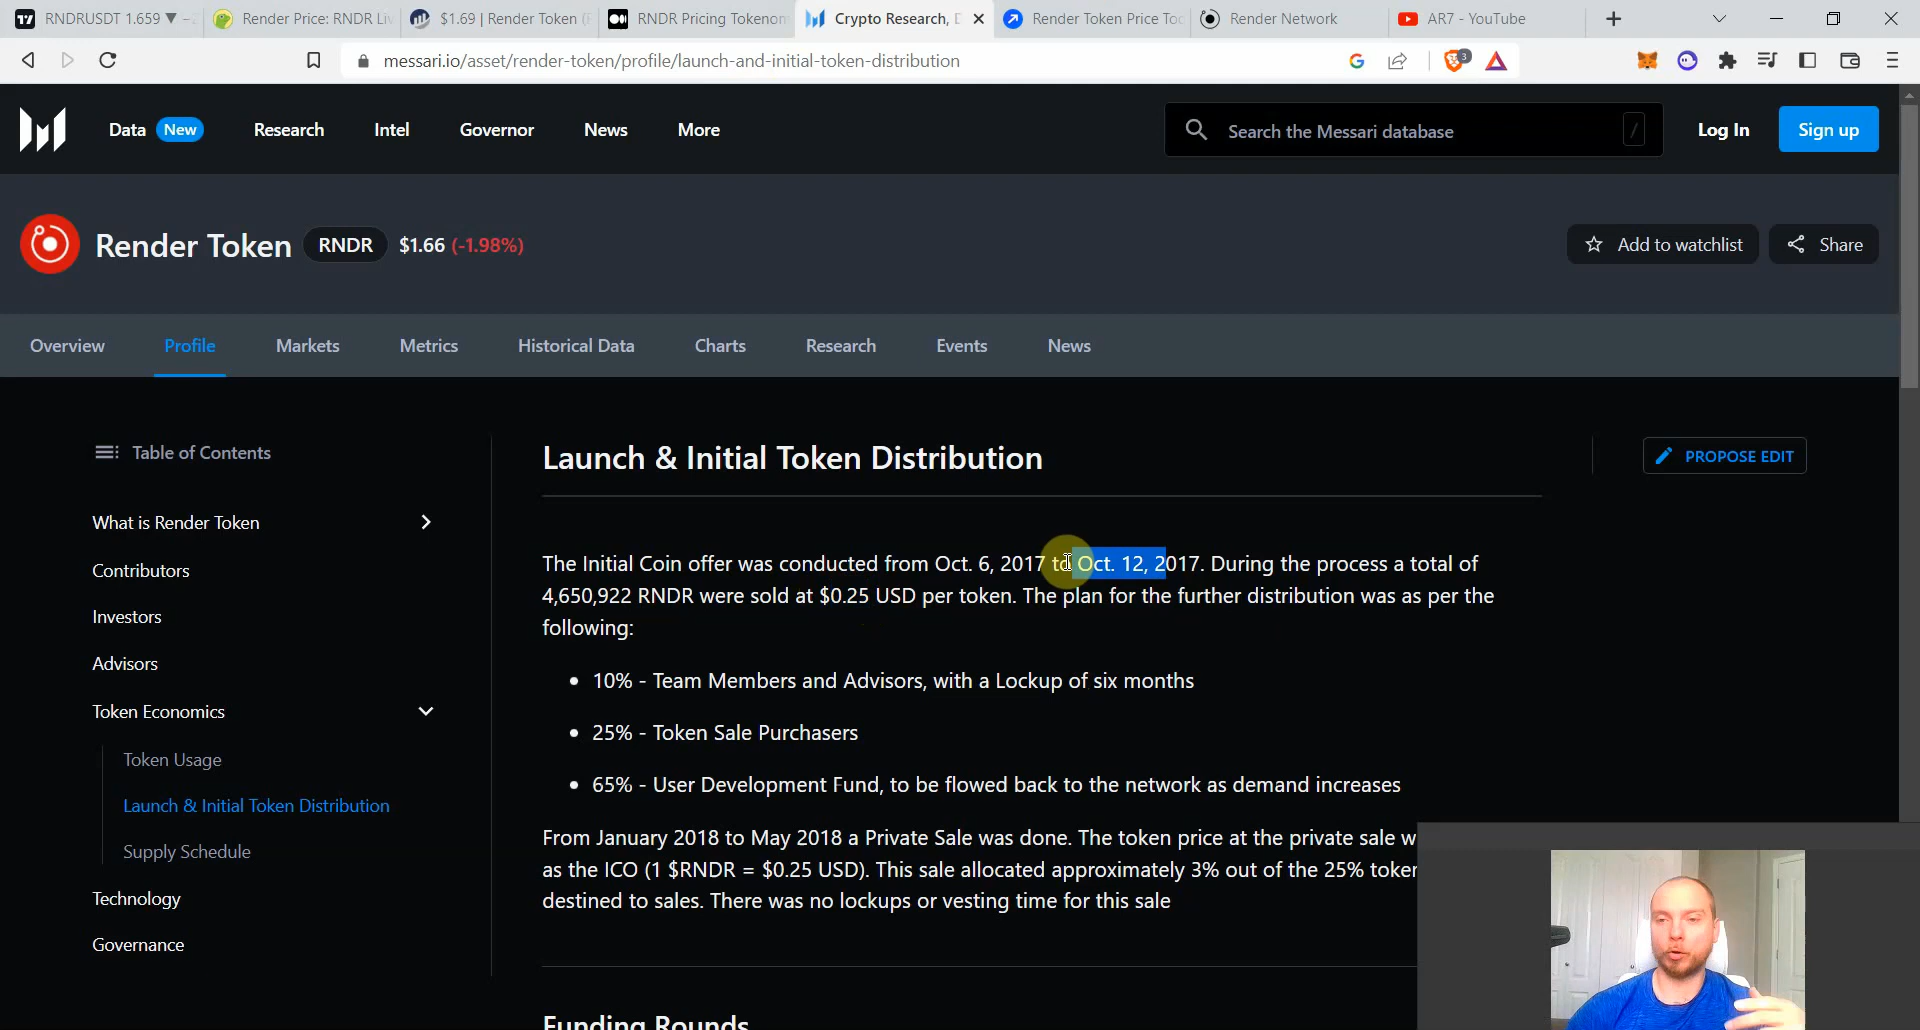 RNDRUSDT 1.659 ▼ −
Render Price: RNDR Liv
$1.69 | Render Token (
RNDR Pricing Tokenom
Crypto Research,
Render Token Price Too
Render Network
AR7 - YouTube
messari.io/asset/render-token/profile/launch-and-initial-token-distribution
3
Data New
Research
Intel
Governor
News
More
Search the Messari database /
Log In
Sign up
Render Token RNDR $1.66 (-1.98%)
Add to watchlist
Share
Overview
Profile
Markets
Metrics
Historical Data
Charts
Research
Events
News
Table of Contents
What is Render Token
Contributors
Investors
Advisors
Token Economics
Token Usage
Launch & Initial Token Distribution
Supply Schedule
Technology
Governance
Launch & Initial Token Distribution
PROPOSE EDIT
The Initial Coin offer was conducted from Oct. 6, 2017 to Oct. 12, 2017. During the process a total of
4,650,922 RNDR were sold at $0.25 USD per token. The plan for the further distribution was as per the
following:
• 10% - Team Members and Advisors, with a Lockup of six months
• 25% - Token Sale Purchasers
• 65% - User Development Fund, to be flowed back to the network as demand increases
From January 2018 to May 2018 a Private Sale was done. The token price at the private sale w
as the ICO (1 $RNDR = $0.25 USD). This sale allocated approximately 3% out of the 25% token
destined to sales. There was no lockups or vesting time for this sale
Funding Rounds